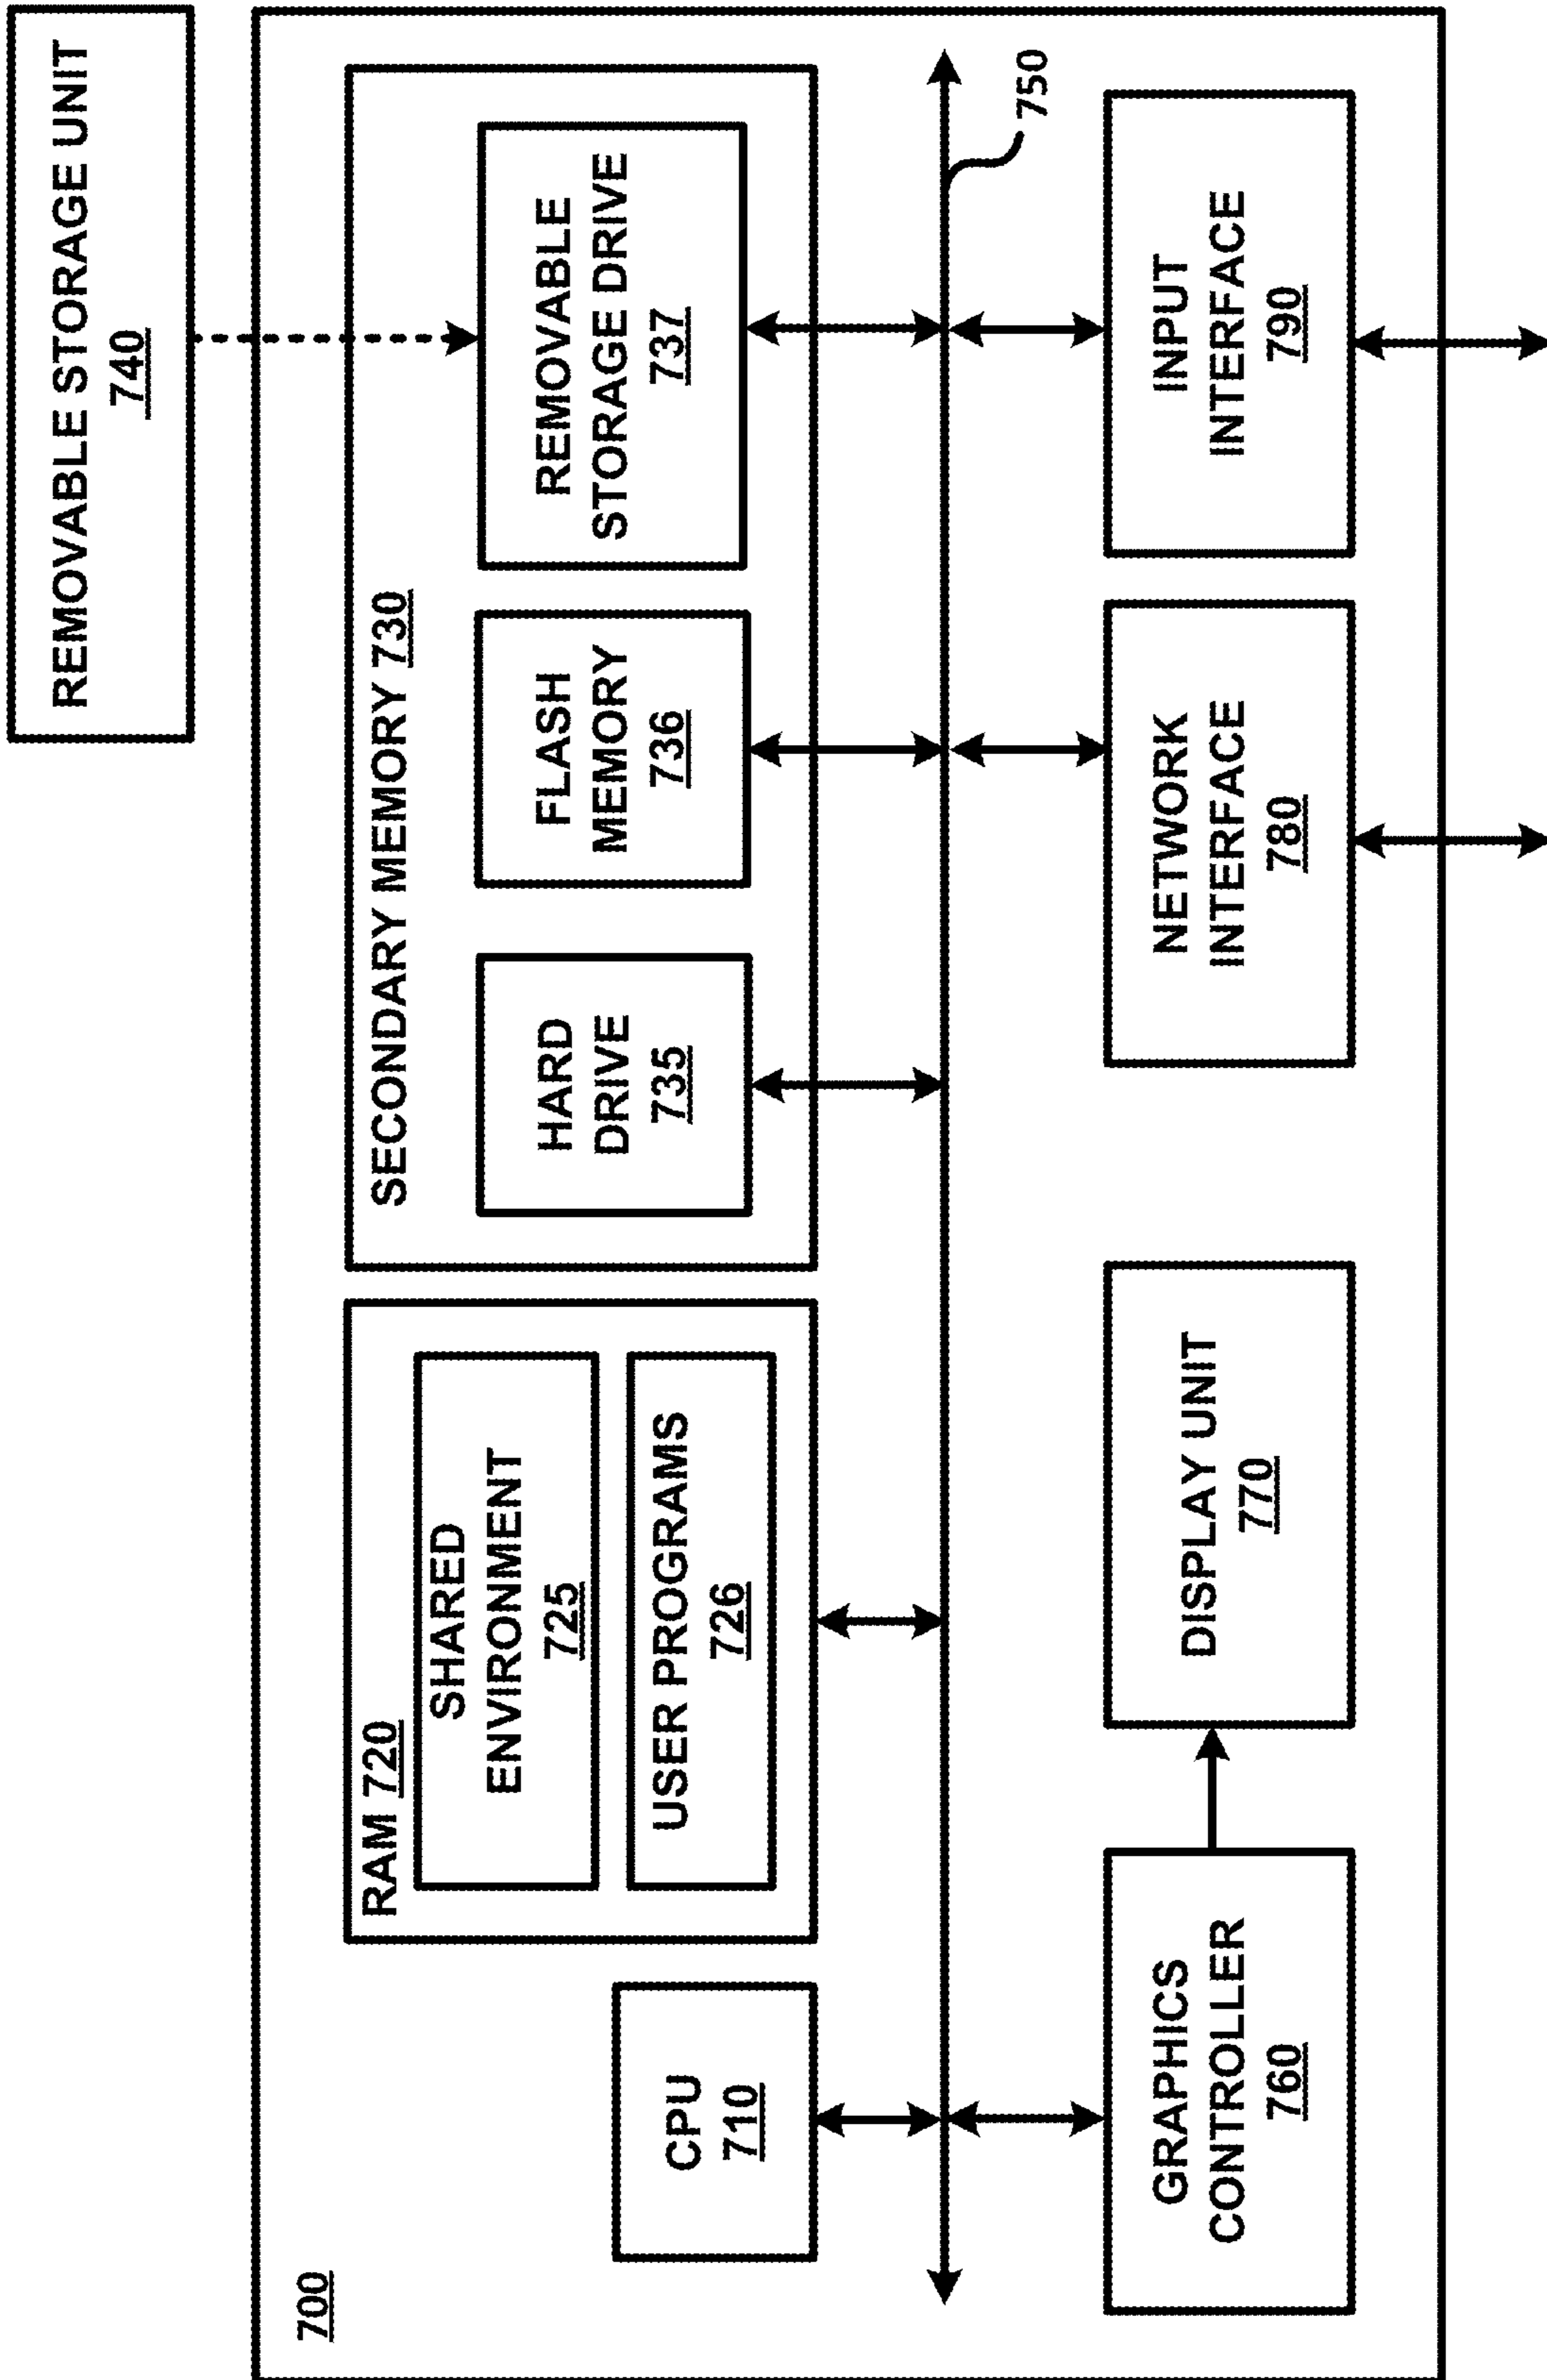 REMOVABLE STORAGE UNIT
740
700
RAM 720
SHARED
ENVIRONMENT
725
USER PROGRAMS
726
SECONDARY MEMORY 730
HARD
DRIVE
735
FLASH
MEMORY
736
REMOVABLE
STORAGE DRIVE
737
CPU
710
750
GRAPHICS
CONTROLLER
760
DISPLAY UNIT
770
NETWORK
INTERFACE
780
INPUT
INTERFACE
790